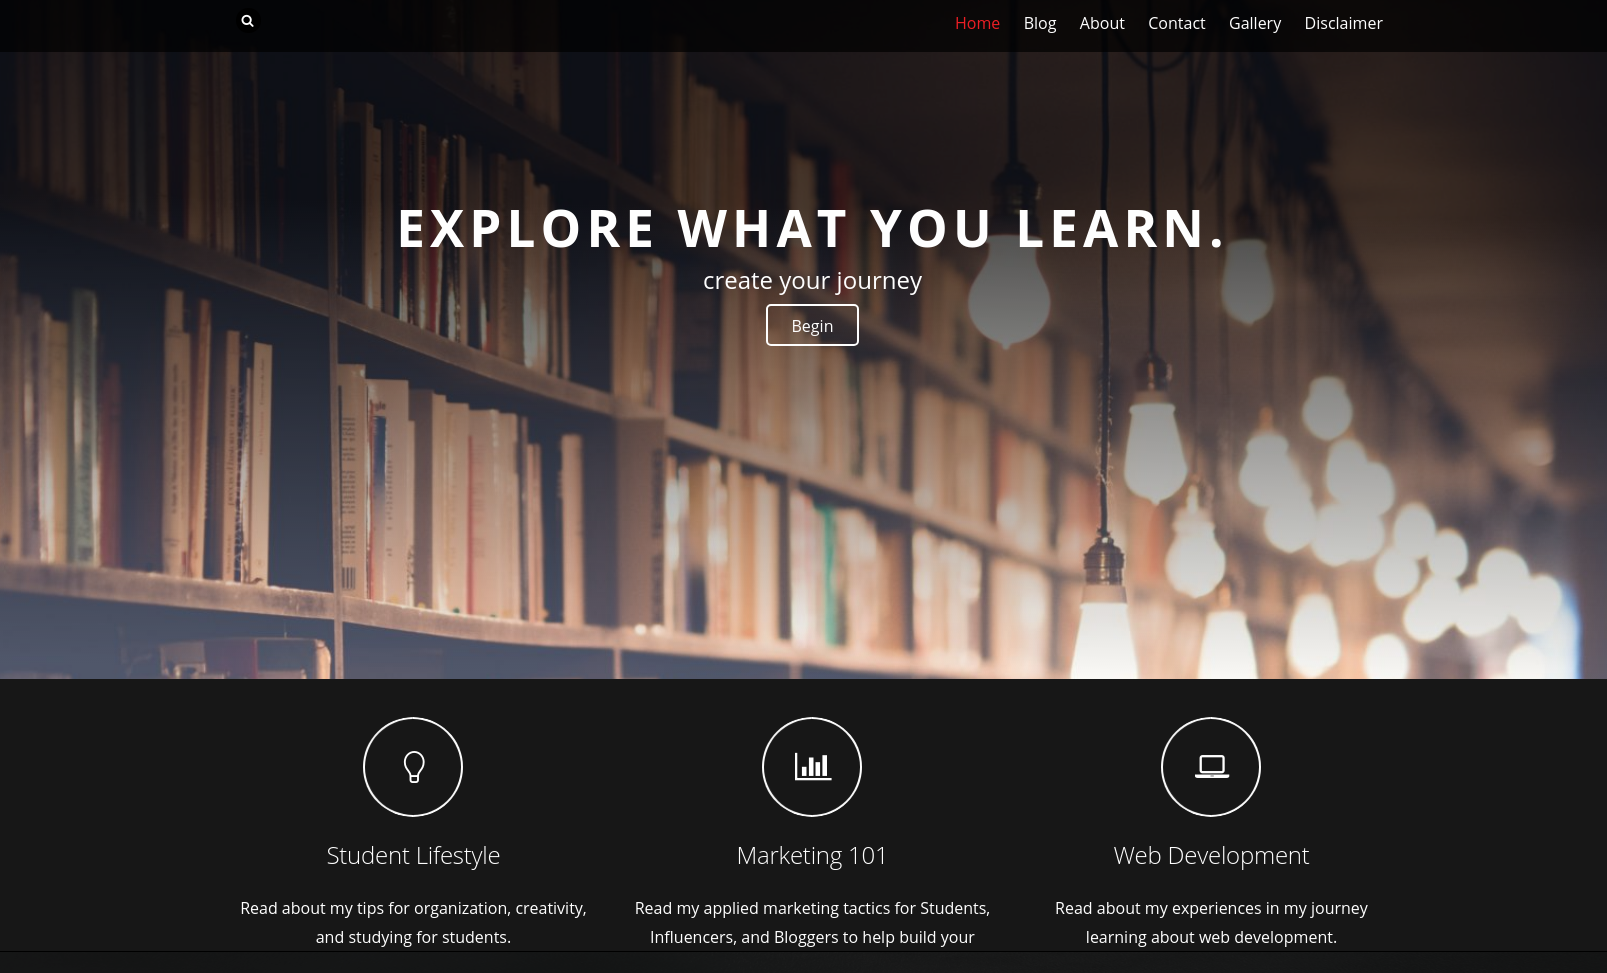 Home Blog About Contact Gallery Disclaimer
EXPLORE WHAT YOU LEARN.
create your journey
Begin
Student Lifestyle
Read about my tips for organization, creativity,
and studying for students.
Marketing 101
Read my applied marketing tactics for Students,
Influencers, and Bloggers to help build your
Web Development
Read about my experiences in my journey
learning about web development.